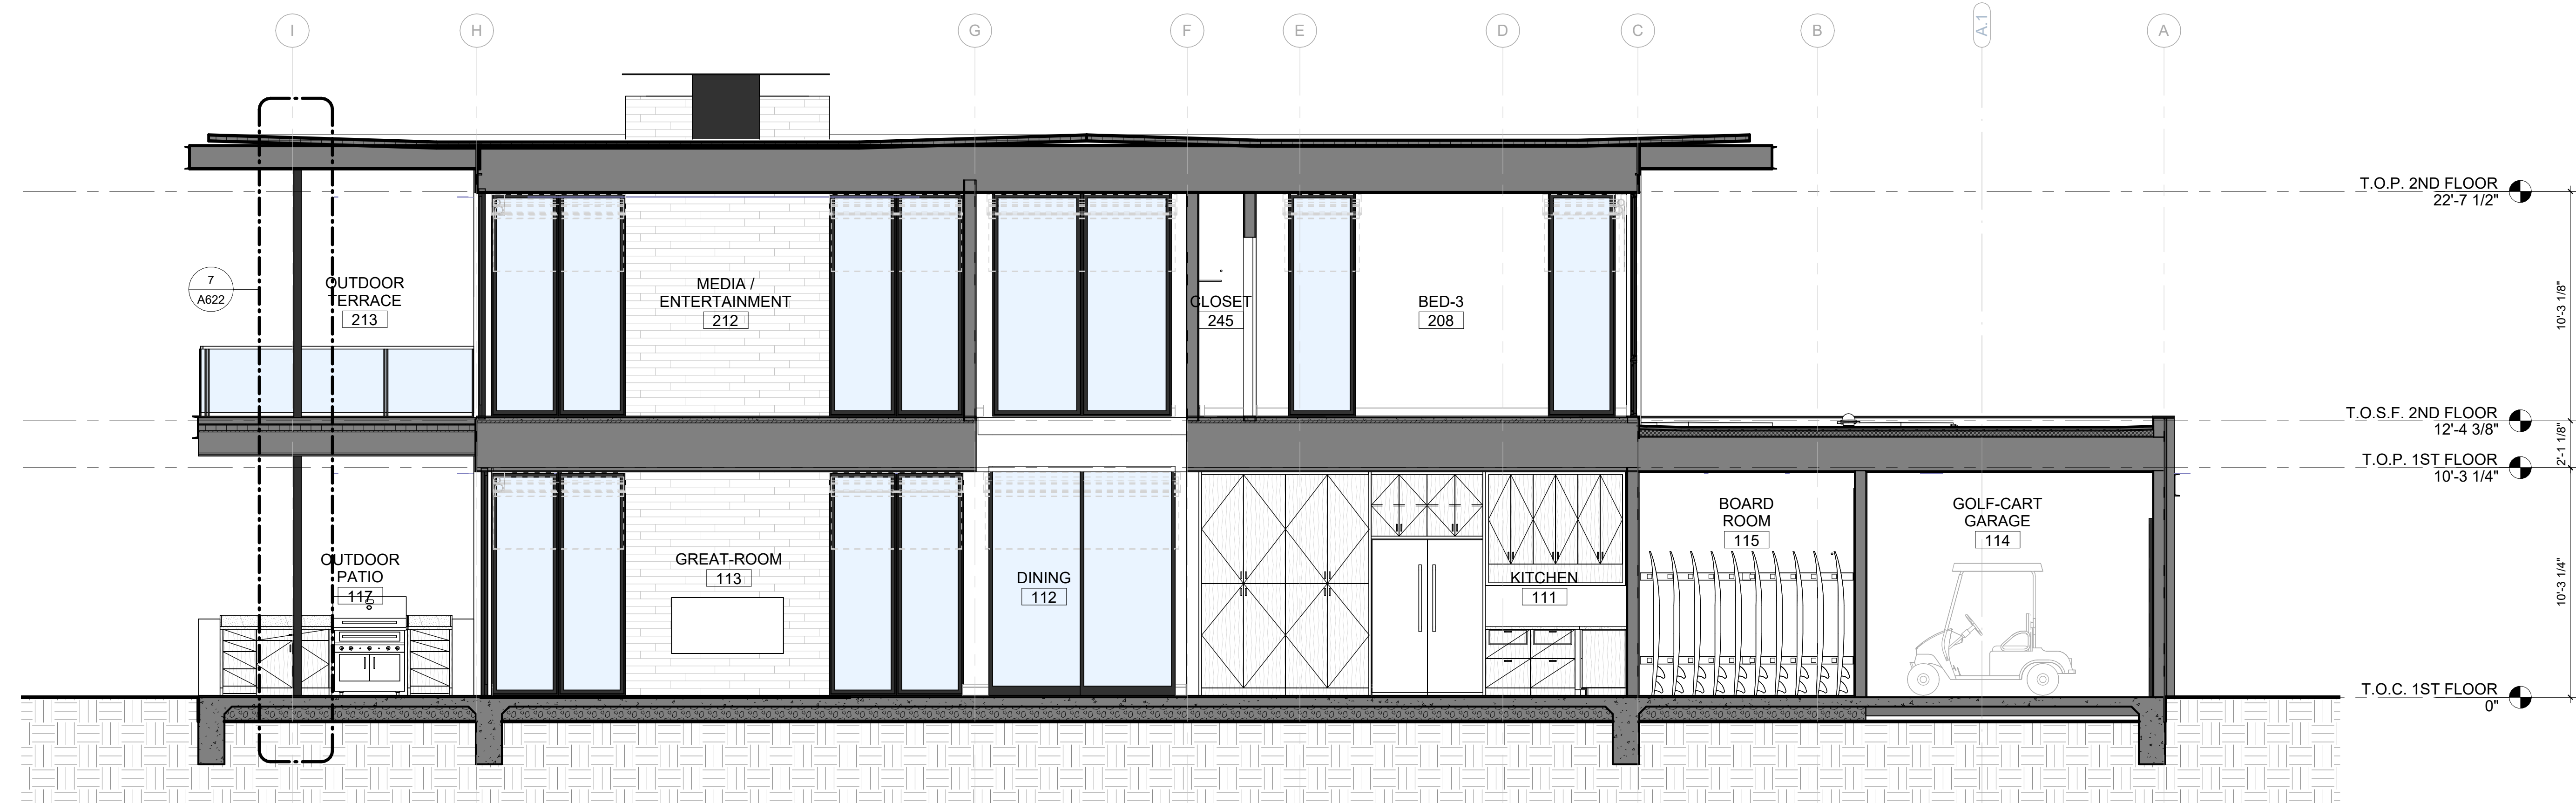 I
H
G
F
E
D
C
B
A.1
A
T.O.P. 2ND FLOOR
22'-7 1/2"
10'-3 1/8"
7
A622
OUTDOOR
TERRACE
213
MEDIA /
ENTERTAINMENT
212
CLOSET
245
BED-3
208
T.O.S.F. 2ND FLOOR
12'-4 3/8"
2'-1 1/8"
T.O.P. 1ST FLOOR
10'-3 1/4"
OUTDOOR
PATIO
117
GREAT-ROOM
113
DINING
112
KITCHEN
111
BOARD
ROOM
115
GOLF-CART
GARAGE
114
10'-3 1/4"
T.O.C. 1ST FLOOR
0"